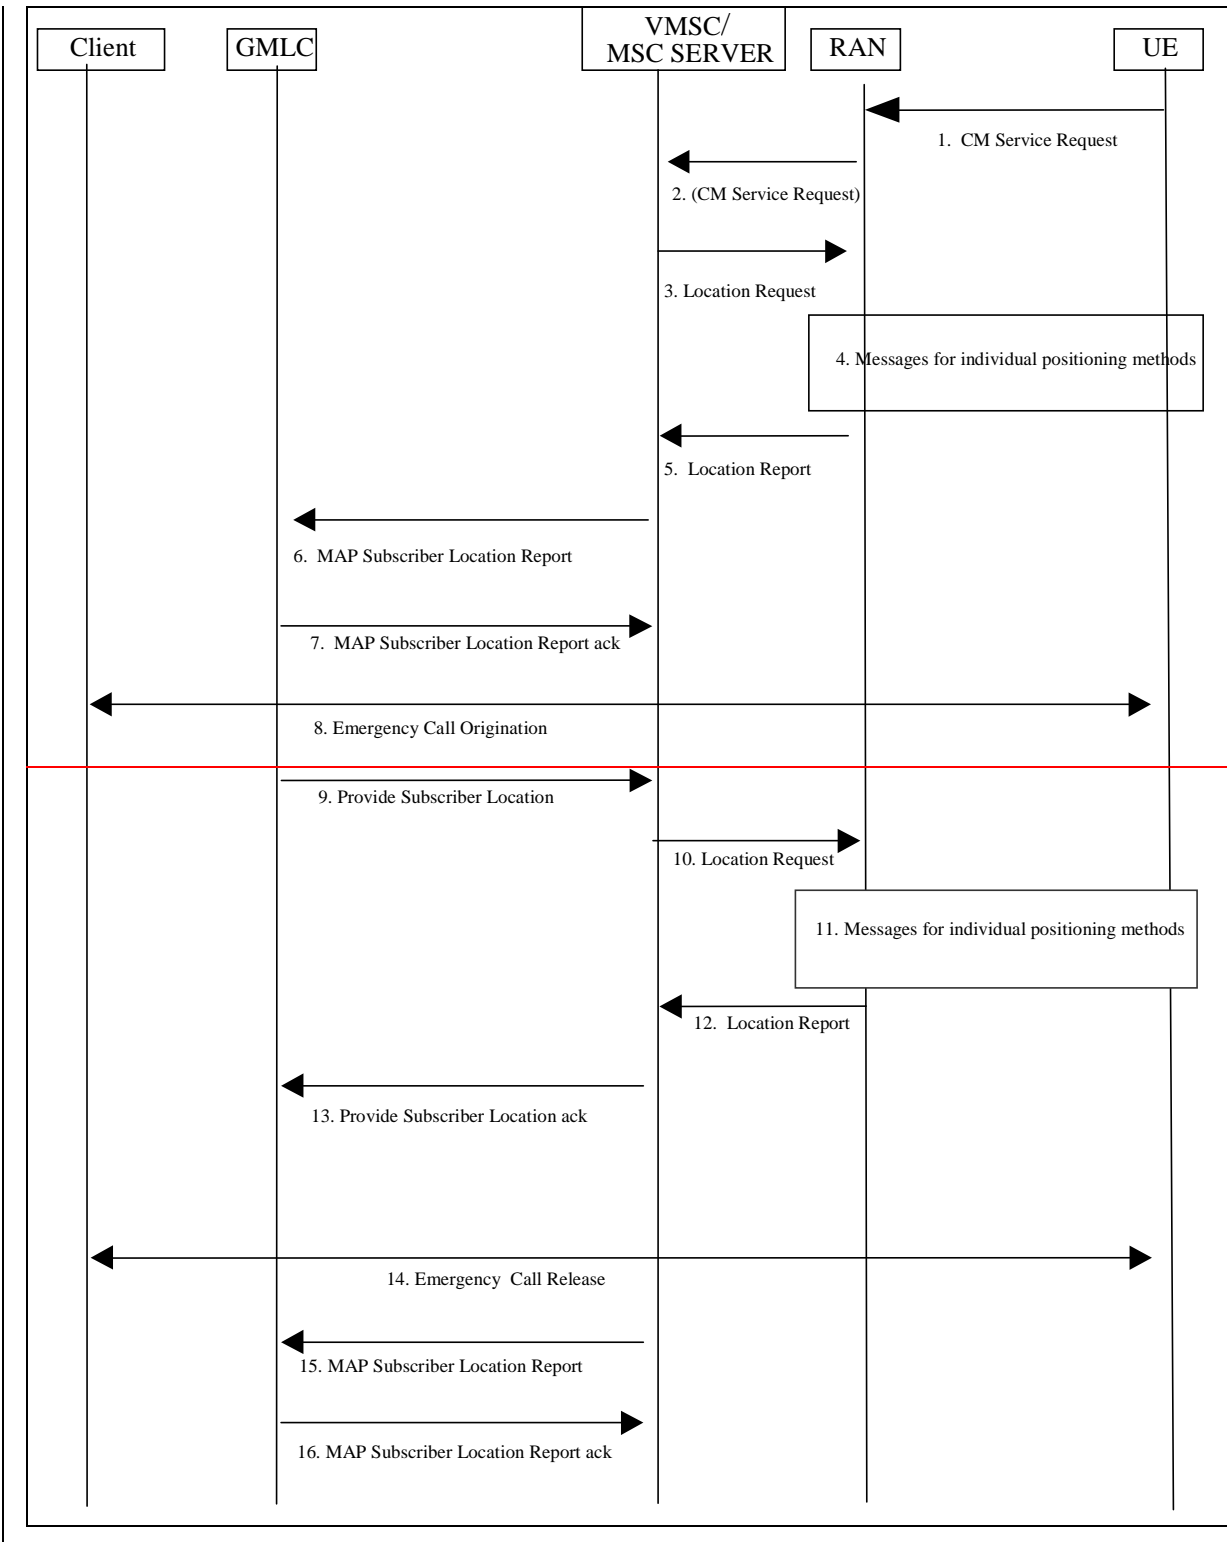 Client
GMLC
VMSC/
MSC SERVER
RAN
UE
1. CM Service Request
2. (CM Service Request)
3. Location Request
4. Messages for individual positioning methods
5. Location Report
6. MAP Subscriber Location Report
7. MAP Subscriber Location Report ack
8. Emergency Call Origination
9. Provide Subscriber Location
10. Location Request
11. Messages for individual positioning methods
12. Location Report
13. Provide Subscriber Location ack
14. Emergency Call Release
15. MAP Subscriber Location Report
16. MAP Subscriber Location Report ack